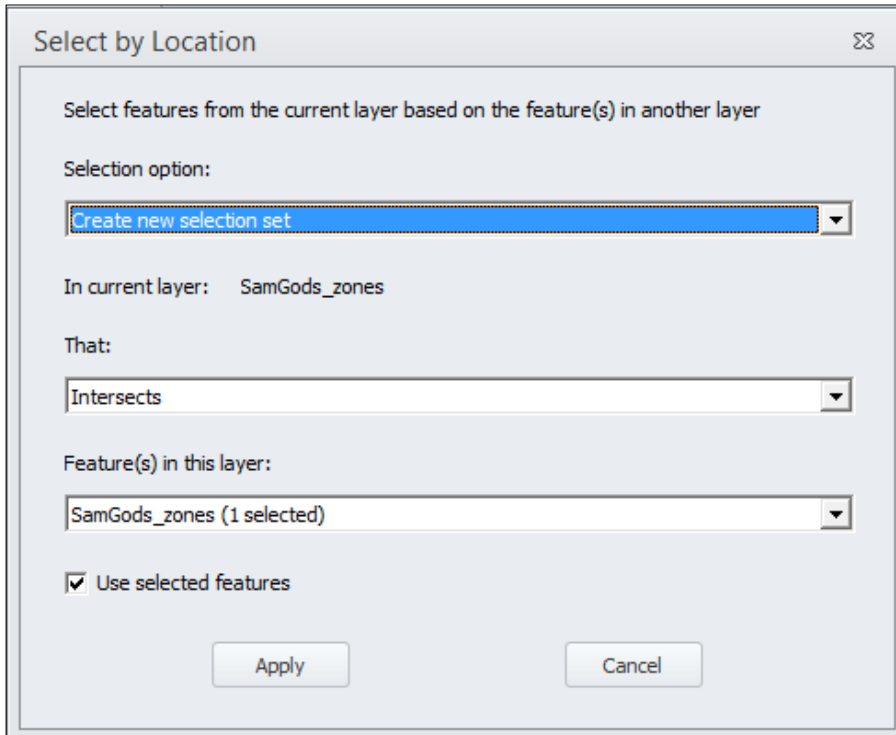 Select by Location
Select features from the current layer based on the feature(s) in another layer
Selection option:
Create new selection set
In current layer: SamGods_zones
That:
Intersects
Feature(s) in this layer:
SamGods_zones (1 selected)
Use selected features
Apply Cancel